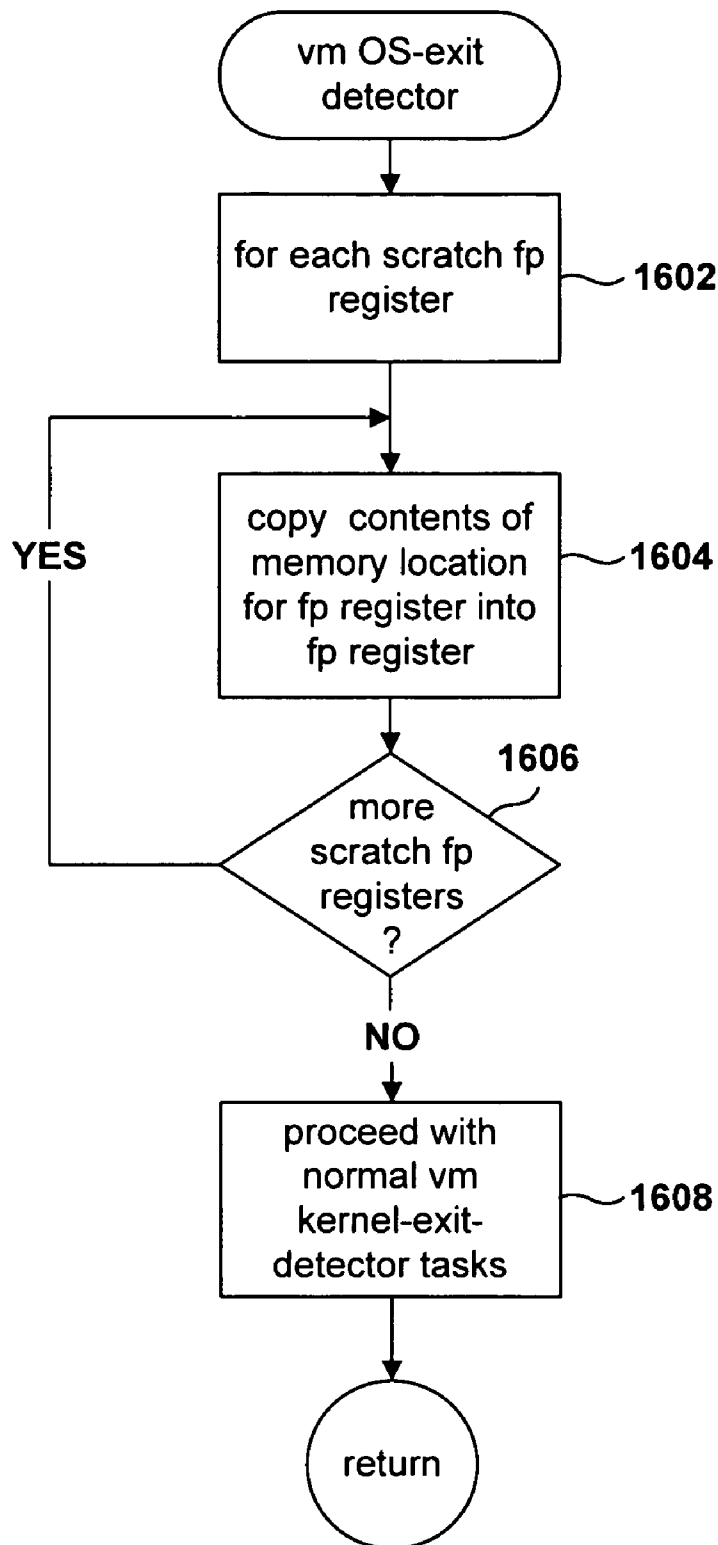 vm OS-exit
detector
for each scratch fp
register
1602
YES
copy contents of
memory location
for fp register into
fp register
1604
1606
more
scratch fp
registers
?
NO
proceed with
normal vm
kernel-exit-
detector tasks
1608
return